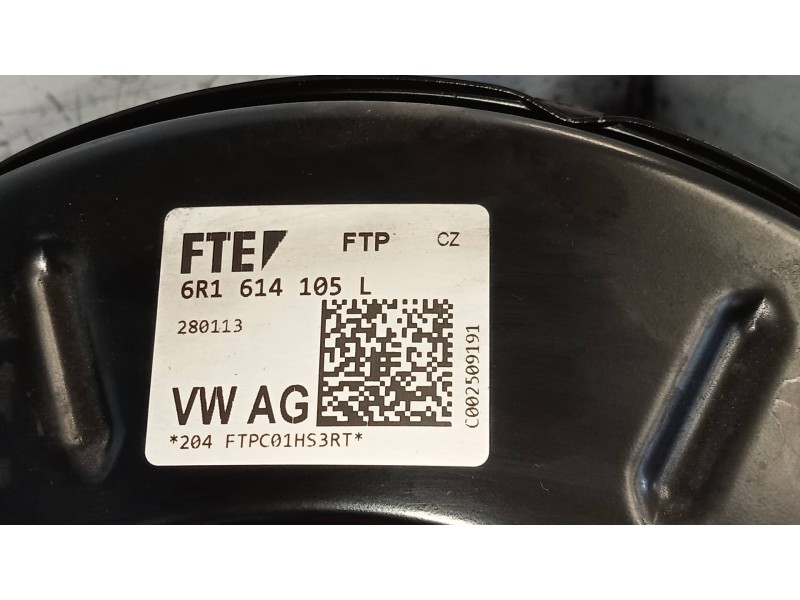 FTE FTP CZ
6R1 614 105 L
280113
VW AG
*204 FTPC01HS3RT*
C002509191